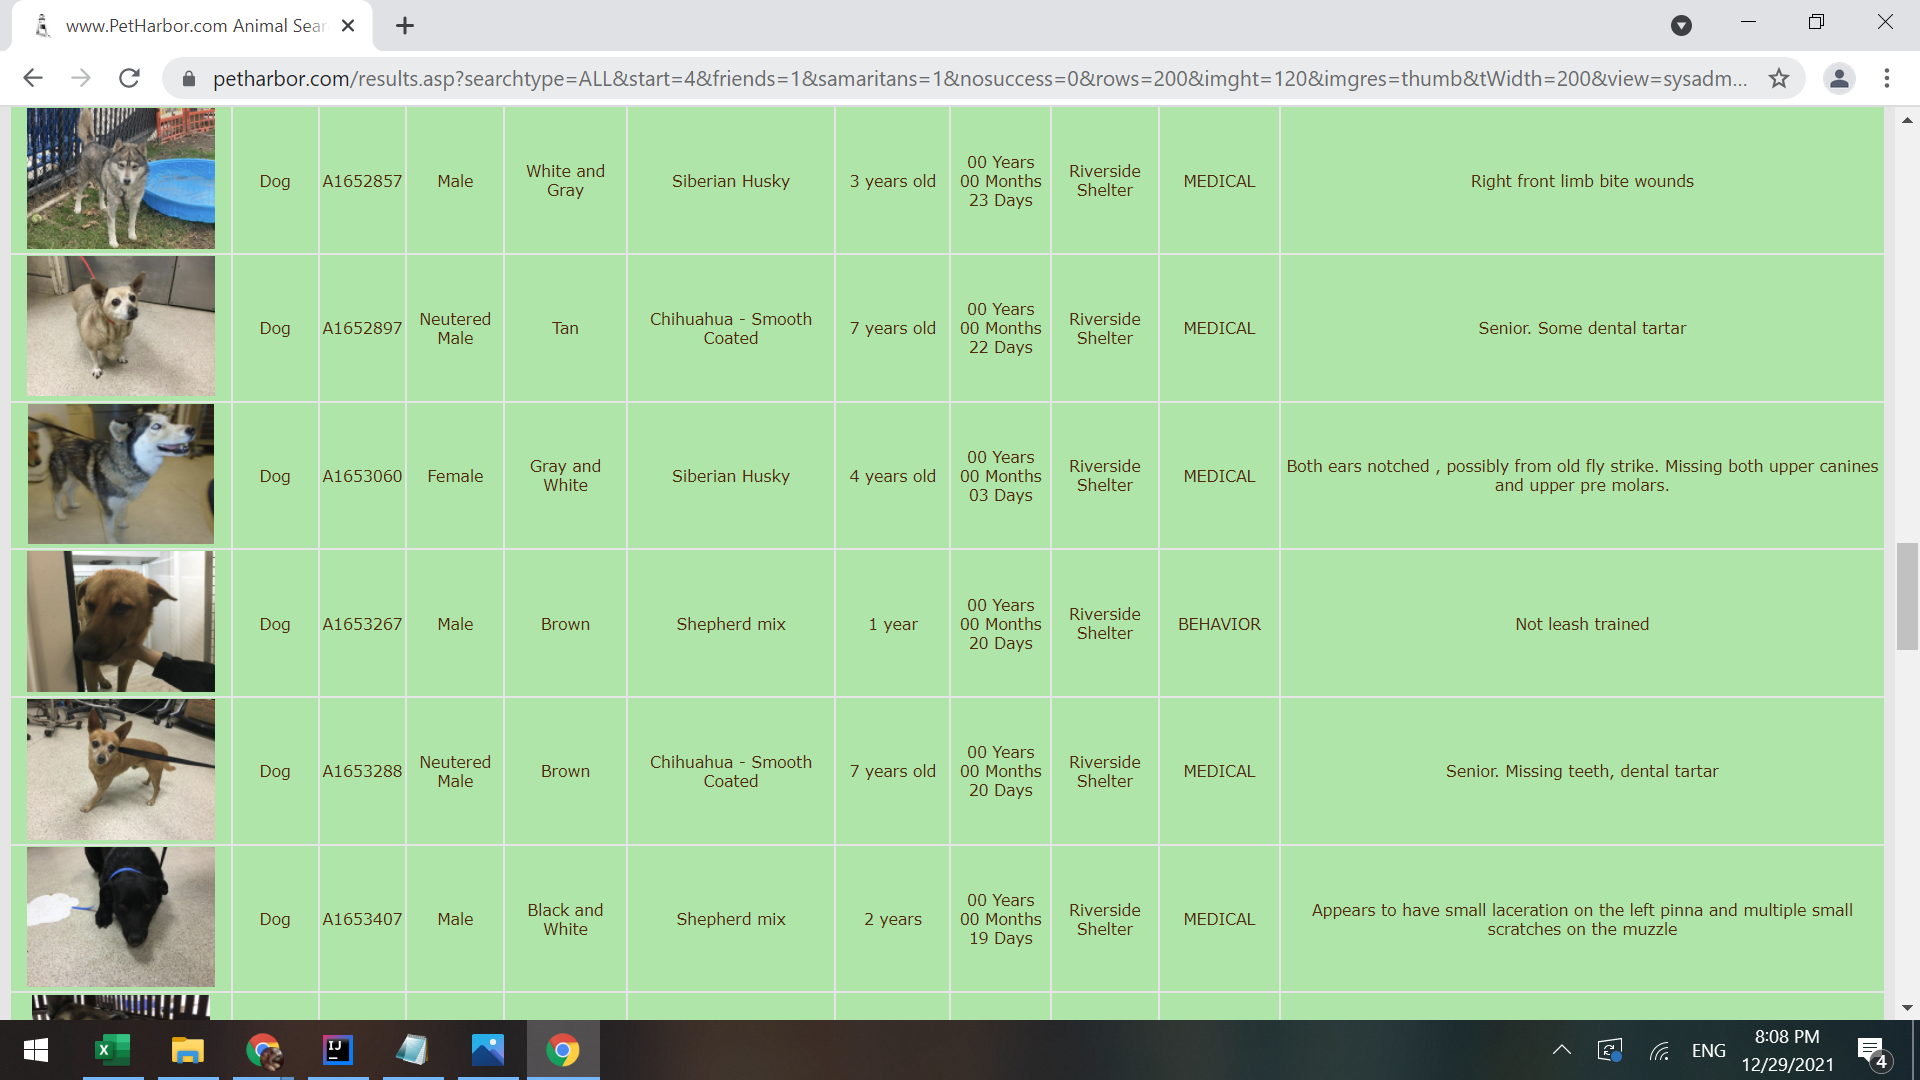 www.PetHarbor.com Animal Sear
petharbor.com/results.asp?searchtype=ALL&start=4&friends=1&samaritans=1&nosuccess=0&rows=200&imght=120&imgres=thumb&tWidth=200&view=sysadm...
Dog A1652857 Male White and Gray Siberian Husky 3 years old 00 Years 00 Months 23 Days Riverside Shelter MEDICAL Right front limb bite wounds
Dog A1652897 Neutered Male Tan Chihuahua - Smooth Coated 7 years old 00 Years 00 Months 22 Days Riverside Shelter MEDICAL Senior. Some dental tartar
Dog A1653060 Female Gray and White Siberian Husky 4 years old 00 Years 00 Months 03 Days Riverside Shelter MEDICAL Both ears notched , possibly from old fly strike. Missing both upper canines and upper pre molars.
Dog A1653267 Male Brown Shepherd mix 1 year 00 Years 00 Months 20 Days Riverside Shelter BEHAVIOR Not leash trained
Dog A1653288 Neutered Male Brown Chihuahua - Smooth Coated 7 years old 00 Years 00 Months 20 Days Riverside Shelter MEDICAL Senior. Missing teeth, dental tartar
Dog A1653407 Male Black and White Shepherd mix 2 years 00 Years 00 Months 19 Days Riverside Shelter MEDICAL Appears to have small laceration on the left pinna and multiple small scratches on the muzzle
ENG
8:08 PM
12/29/2021
4